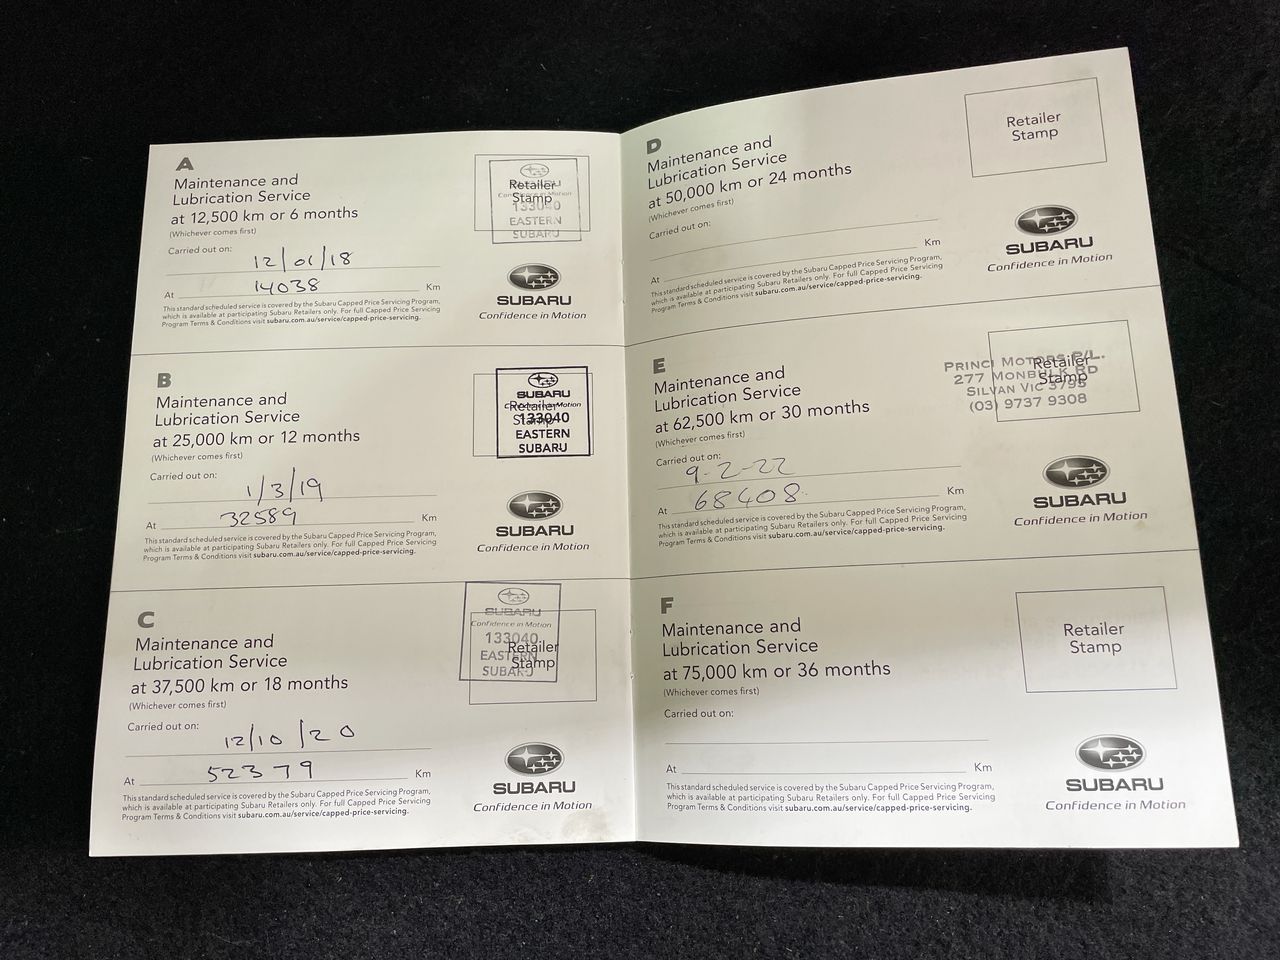 A
Maintenance and
Lubrication Service
at 12,500 km or 6 months
(Whichever comes first)
Carried out on:
12/01/18
At 14038 Km
This standard scheduled service is covered by the Subaru Capped Price Servicing Program,
which is available at participating Subaru Retailers only. For full Capped Price Servicing
Program Terms & Conditions visit subaru.com.au/service/capped-price-servicing.
Retailer
Stamp
SUBARU
Confidence in Motion
133040
EASTERN
SUBARU
SUBARU
Confidence in Motion
B
Maintenance and
Lubrication Service
at 25,000 km or 12 months
(Whichever comes first)
Carried out on:
1/3/19
At 32589 Km
This standard scheduled service is covered by the Subaru Capped Price Servicing Program,
which is available at participating Subaru Retailers only. For full Capped Price Servicing
Program Terms & Conditions visit subaru.com.au/service/capped-price-servicing.
Retailer
Stamp
SUBARU
Confidence in Motion
133040
EASTERN
SUBARU
SUBARU
Confidence in Motion
C
Maintenance and
Lubrication Service
at 37,500 km or 18 months
(Whichever comes first)
Carried out on:
12/10/20
At 52379 Km
This standard scheduled service is covered by the Subaru Capped Price Servicing Program,
which is available at participating Subaru Retailers only. For full Capped Price Servicing
Program Terms & Conditions visit subaru.com.au/service/capped-price-servicing.
SUBARU
Confidence in Motion
133040
EASTERN
SUBARU
Retailer
Stamp
SUBARU
Confidence in Motion
D
Maintenance and
Lubrication Service
at 50,000 km or 24 months
(Whichever comes first)
Carried out on:
At Km
This standard scheduled service is covered by the Subaru Capped Price Servicing Program,
which is available at participating Subaru Retailers only. For full Capped Price Servicing
Program Terms & Conditions visit subaru.com.au/service/capped-price-servicing.
Retailer
Stamp
SUBARU
Confidence in Motion
E
Maintenance and
Lubrication Service
at 62,500 km or 30 months
(Whichever comes first)
Carried out on:
9-2-22
At 68408 Km
This standard scheduled service is covered by the Subaru Capped Price Servicing Program,
which is available at participating Subaru Retailers only. For full Capped Price Servicing
Program Terms & Conditions visit subaru.com.au/service/capped-price-servicing.
Retailer
Stamp
PRINCI MOTORS P/L.
277 MONBULK RD
SILVAN VIC 3795
(03) 9737 9308
SUBARU
Confidence in Motion
F
Maintenance and
Lubrication Service
at 75,000 km or 36 months
(Whichever comes first)
Carried out on:
At Km
This standard scheduled service is covered by the Subaru Capped Price Servicing Program,
which is available at participating Subaru Retailers only. For full Capped Price Servicing
Program Terms & Conditions visit subaru.com.au/service/capped-price-servicing.
Retailer
Stamp
SUBARU
Confidence in Motion